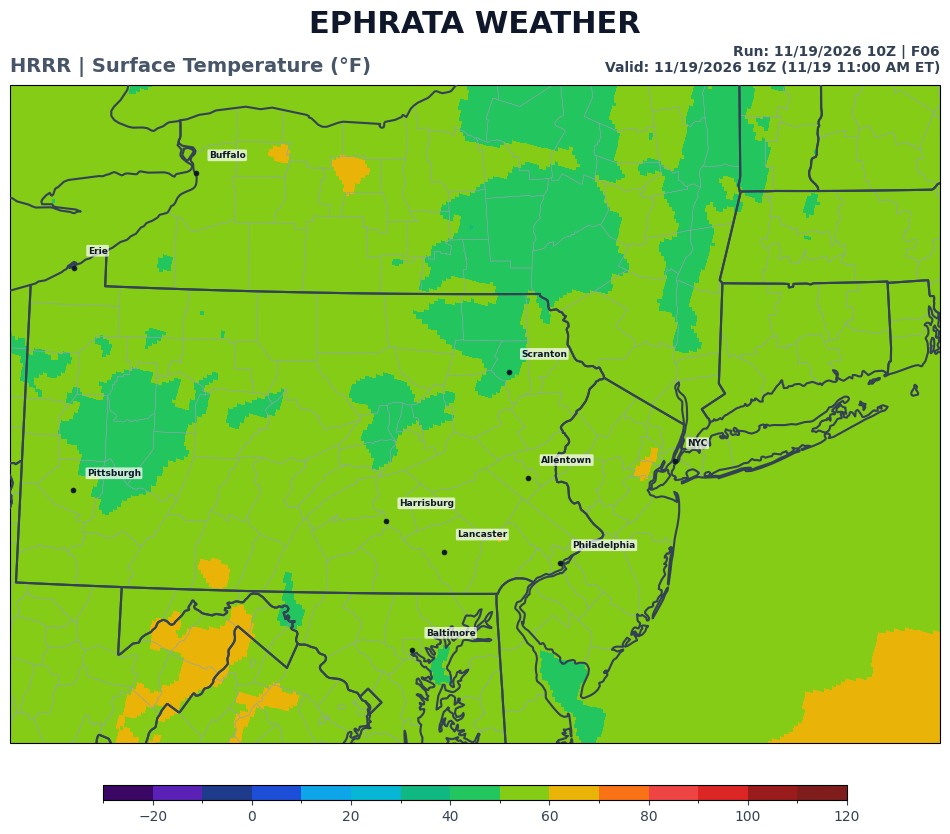 EPHRATA WEATHER
HRRR | Surface Temperature (°F)
Run: 11/19/2026 10Z | F06
Valid: 11/19/2026 16Z (11/19 11:00 AM ET)
Buffalo
Erie
Scranton
NYC
Allentown
Pittsburgh
Harrisburg
Lancaster
Philadelphia
Baltimore
−20 0 20 40 60 80 100 120